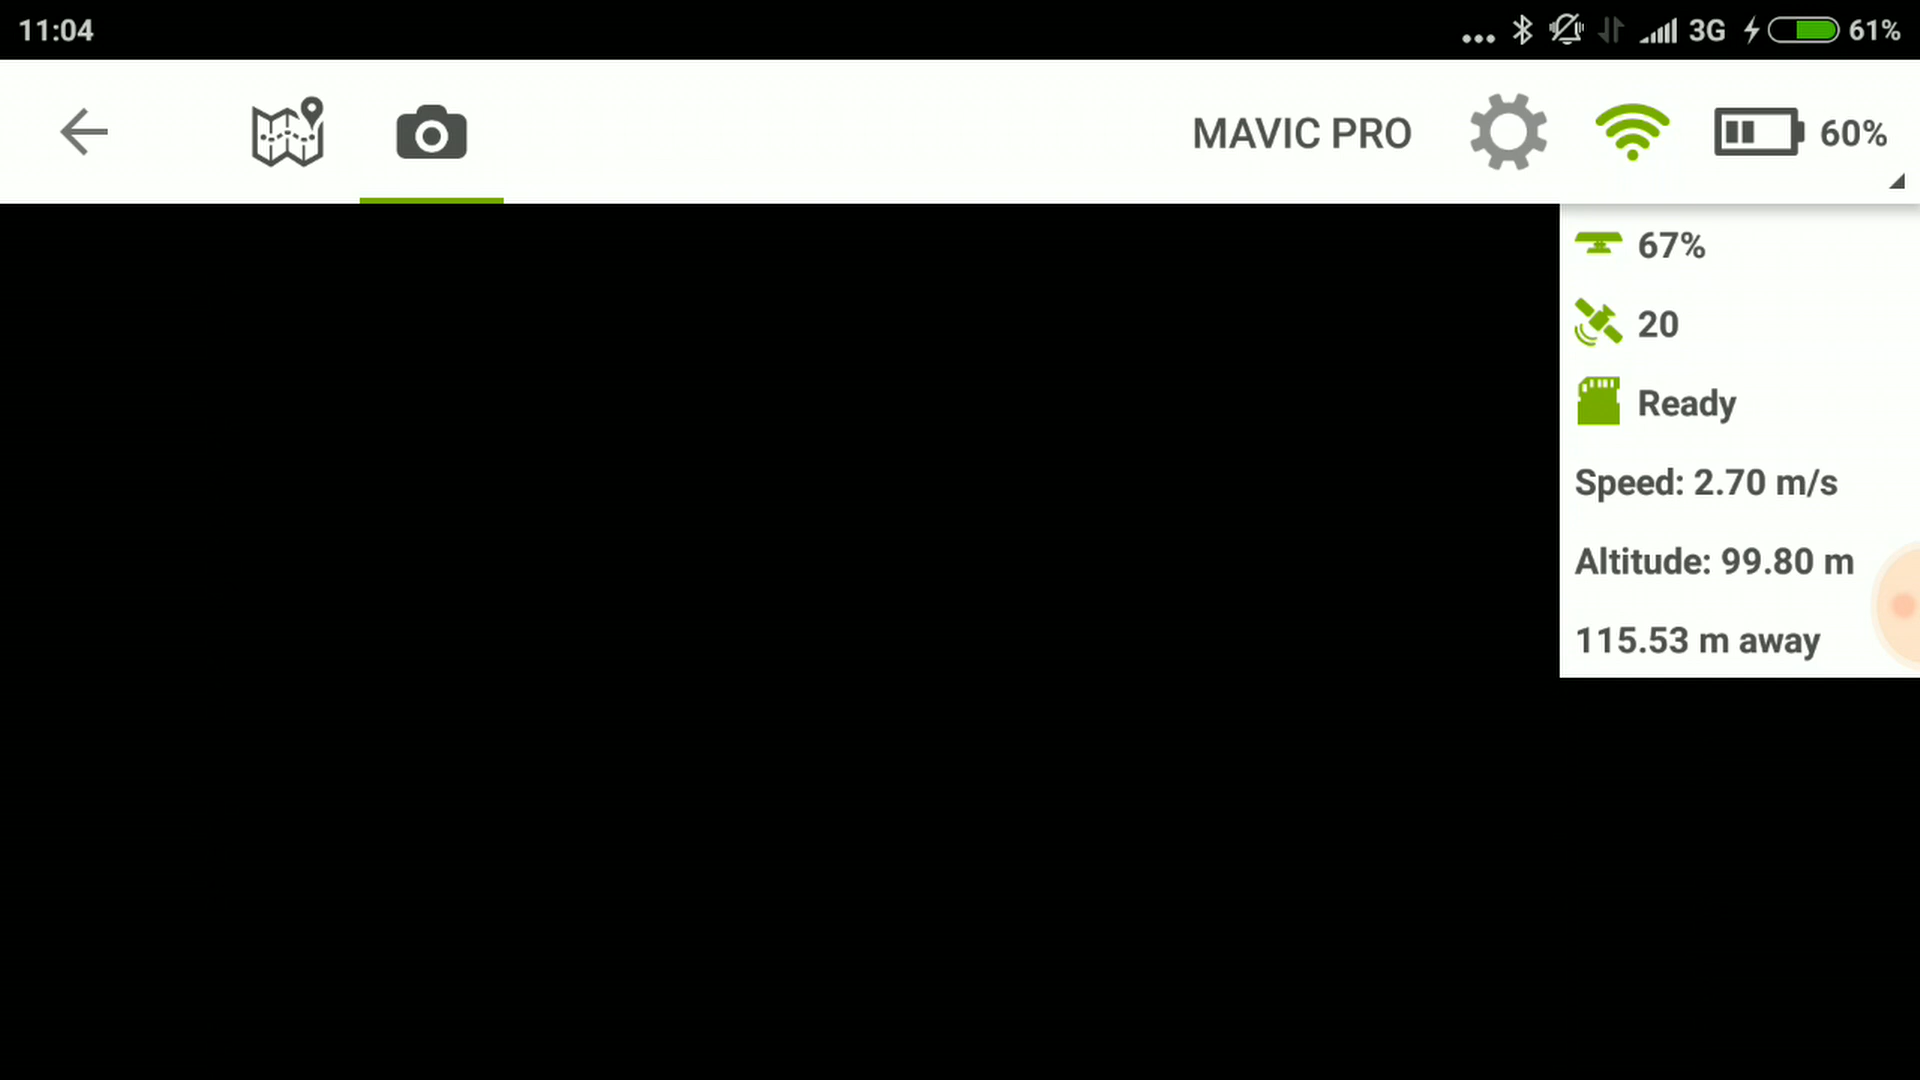 11:04
3G
61%
MAVIC PRO
60%
67%
20
Ready
Speed: 2.70 m/s
Altitude: 99.80 m
115.53 m away